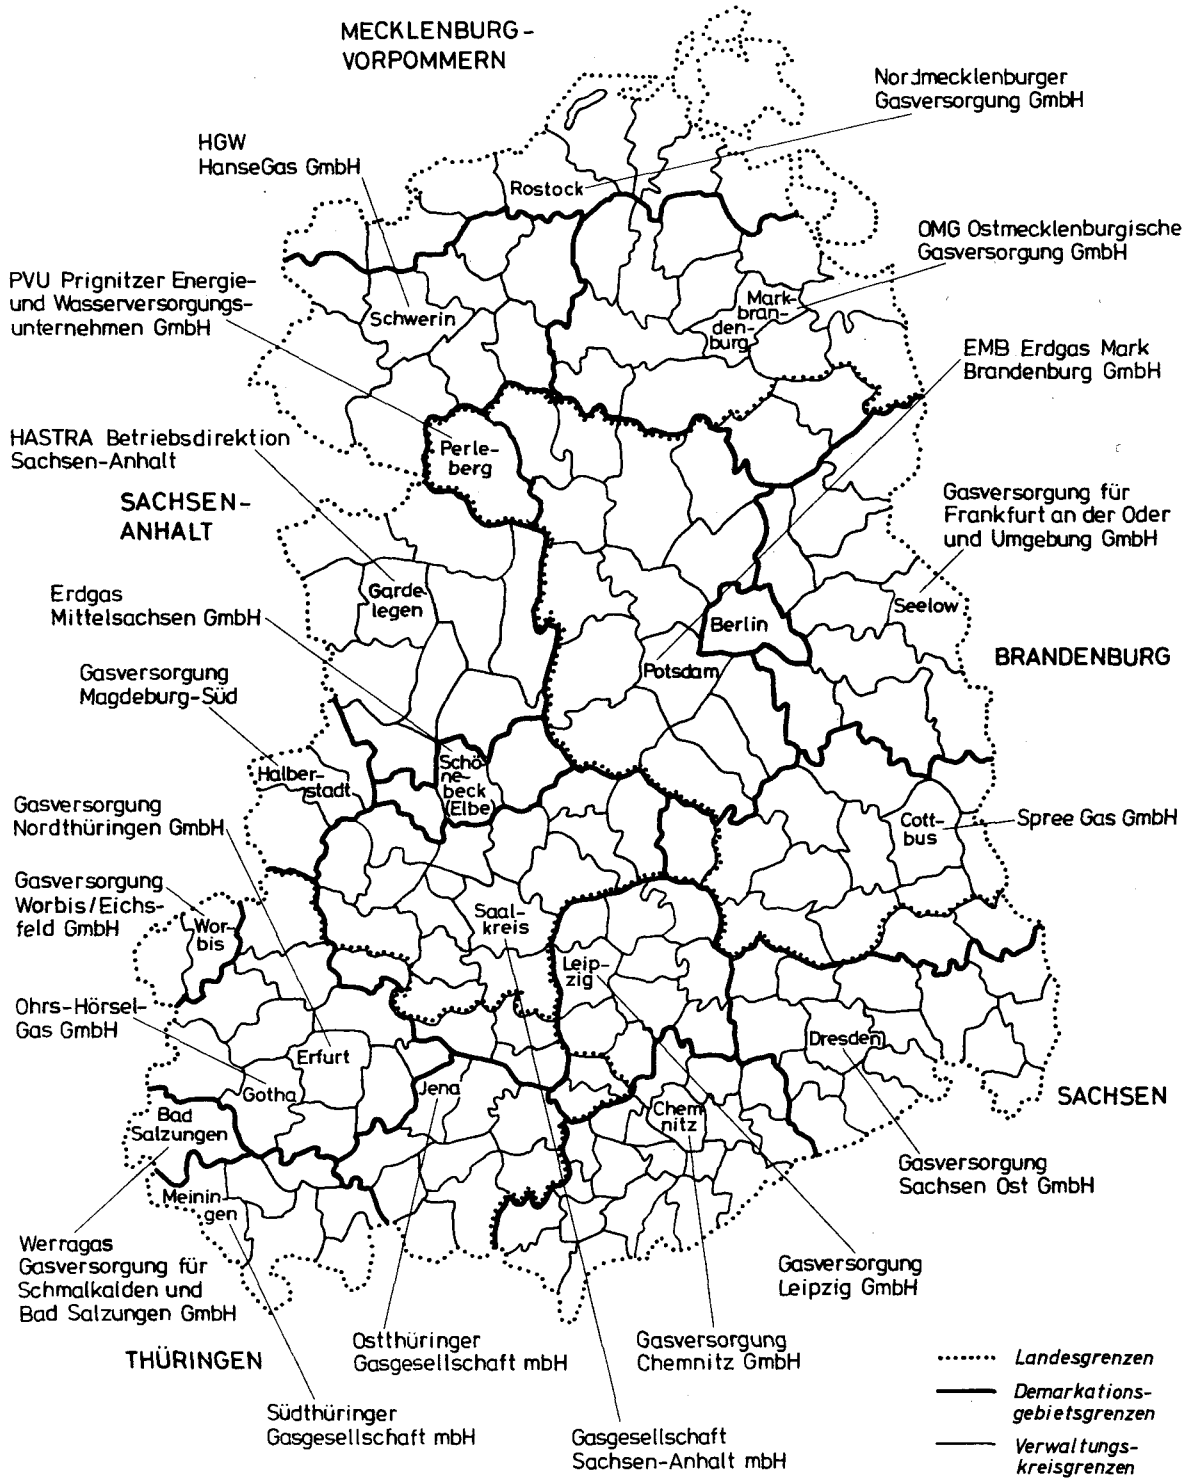 MECKLENBURG-
VORPOMMERN
Nordmecklenburger
Gasversorgung GmbH
HGW
HanseGas GmbH
Rostock
OMG Ostmecklenburgische
Gasversorgung GmbH
PVU Prignitzer Energie-
und Wasserversorgungs-
unternehmen GmbH
Schwerin
Mark-
bran-
den-
burg
EMB Erdgas Mark
Brandenburg GmbH
HASTRA Betriebsdirektion
Sachsen-Anhalt
Perle-
berg
SACHSEN-
ANHALT
Gasversorgung für
Frankfurt an der Oder
und Umgebung GmbH
Erdgas
Mittelsachsen GmbH
Garde
legen
Seelow
Berlin
BRANDENBURG
Gasversorgung
Magdeburg-Süd
Potsdam
Halber-
stadt
Schö-
ne-
beck
(Elbe)
Gasversorgung
Nordthüringen GmbH
Cott-
bus
Spree Gas GmbH
Gasversorgung
Worbis/Eichs-
feld GmbH
Wor-
bis
Saal-
kreis
Leip-
zig
Ohrs-Hörsel-
Gas GmbH
Erfurt
Dresden
Gotha
Jena
SACHSEN
Bad
Salzungen
Chem
nitz
Meinin
gen
Gasversorgung
Sachsen Ost GmbH
Werragas
Gasversorgung für
Schmalkalden und
Bad Salzungen GmbH
Gasversorgung
Leipzig GmbH
THÜRINGEN
Ostthüringer
Gasgesellschaft mbH
Gasversorgung
Chemnitz GmbH
Südthüringer
Gasgesellschaft mbH
Gasgesellschaft
Sachsen-Anhalt mbH
Landesgrenzen
Demarkations-
gebietsgrenzen
Verwaltungs-
kreisgrenzen